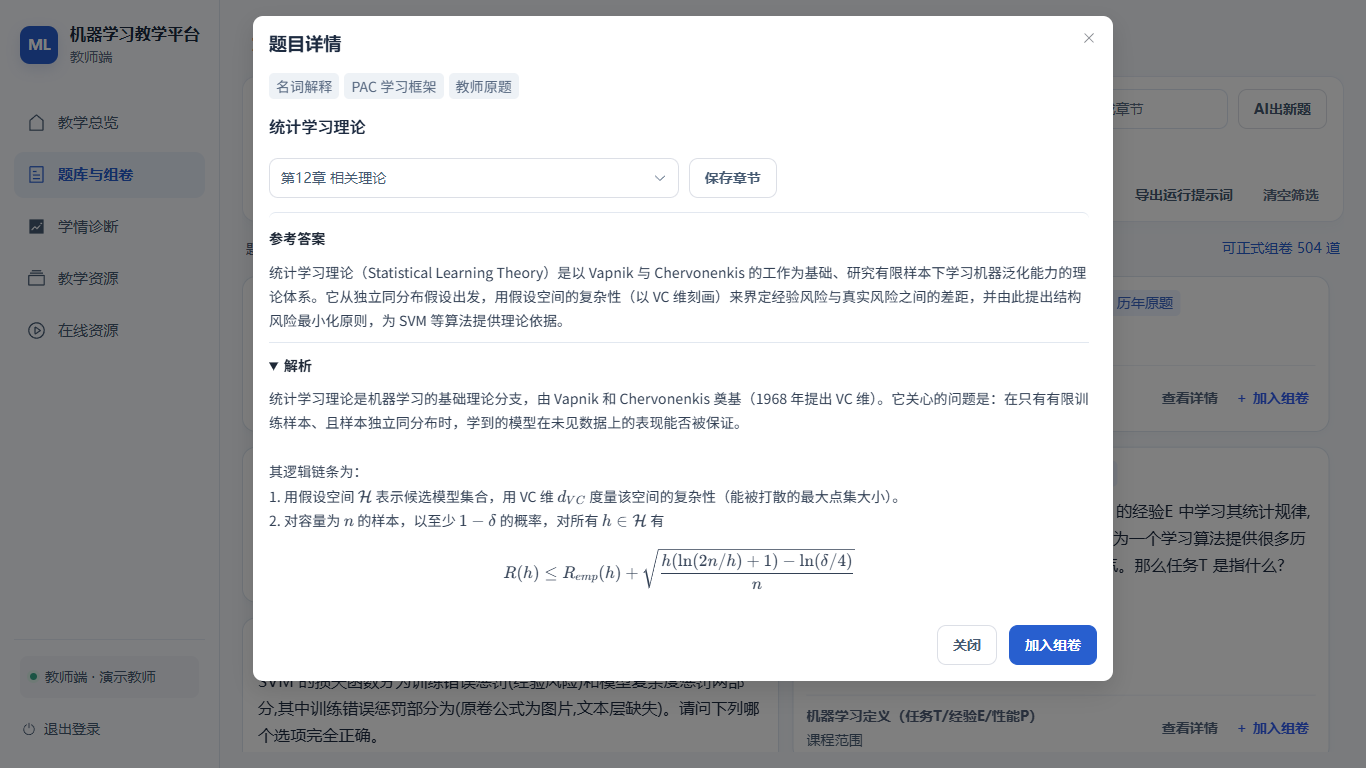 ML
机器学习教学平台
教师端
教学总览
题库与组卷
学情诊断
教学资源
在线资源
教师端 · 演示教师
退出登录
题目详情
名词解释 PAC 学习框架 教师原题
统计学习理论
第12章 相关理论
保存章节
参考答案
统计学习理论（Statistical Learning Theory）是以 Vapnik 与 Chervonenkis 的工作为基础、研究有限样本下学习机器泛化能力的理
论体系。它从独立同分布假设出发，用假设空间的复杂性（以 VC 维刻画）来界定经验风险与真实风险之间的差距，并由此提出结构
风险最小化原则，为 SVM 等算法提供理论依据。
▼ 解析
统计学习理论是机器学习的基础理论分支，由 Vapnik 和 Chervonenkis 奠基（1968 年提出 VC 维）。它关心的问题是：在只有有限训
练样本、且样本独立同分布时，学到的模型在未见数据上的表现能否被保证。
其逻辑链条为：
1. 用假设空间 𝓗 表示候选模型集合，用 VC 维 d_{VC} 度量该空间的复杂性（能被打散的最大点集大小）。
2. 对容量为 n 的样本，以至少 1 − δ 的概率，对所有 h ∈ 𝓗 有
R(h) ≤ R_{emp}(h) + √((h(ln(2n/h) + 1) − ln(δ/4))/n)
关闭
加入组卷
章节
AI出新题
导出运行提示词
清空筛选
可正式组卷 504 道
历年原题
查看详情
+ 加入组卷
的经验E 中学习其统计规律,
为一个学习算法提供很多历
。那么任务T 是指什么?
SVM 的损失函数分为训练错误惩罚(经验风险)和模型复杂度惩罚两部
分,其中训练错误惩罚部分为(原卷公式为图片,文本层缺失)。请问下列哪
个选项完全正确。
机器学习定义（任务T/经验E/性能P）
课程范围
查看详情
+ 加入组卷